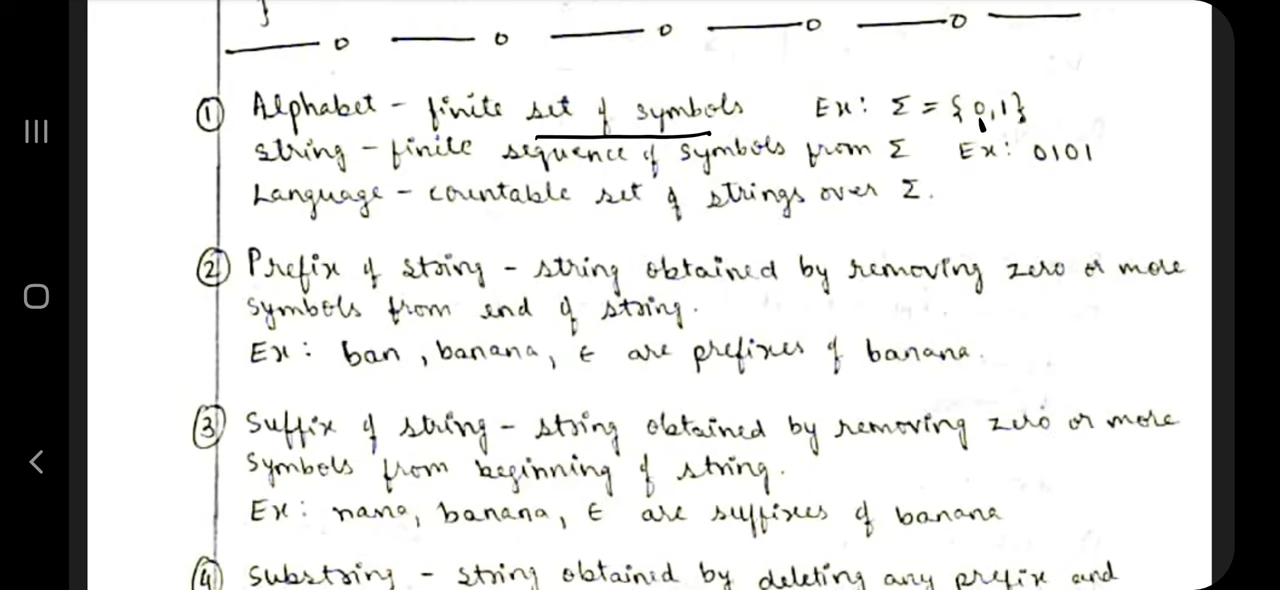 }
① Alphabet - finite set of symbols Ex: Σ = {0,1}
string - finite sequence of symbols from Σ Ex: 0101
Language - countable set of strings over Σ.
② Prefix of string - string obtained by removing zero or more
symbols from end of string.
Ex: ban, banana, ϵ are prefixes of banana.
③ Suffix of string - string obtained by removing zero or more
symbols from beginning of string.
Ex: nana, banana, ϵ are suffixes of banana
④ Substring - string obtained by deleting any prefix and